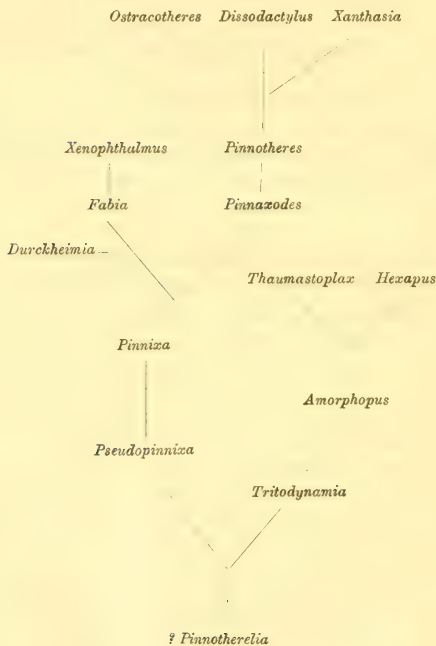 Ostracotheres Dissodactylus Xanthasia
Xenophthalmus Pinnotheres
Fabia Pinnaxodes
Durckheimia
Thaumastoplax Hexapus
Pinnixa
Amorphopus
Pseudopinnixa
Tritodynamia
? Pinnotherelia